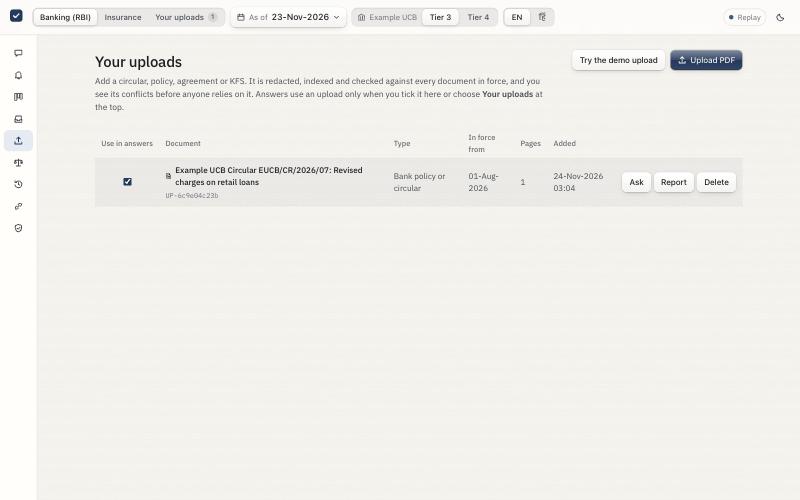 Banking (RBI) Insurance Your uploads 1 As of 23-Nov-2026 Example UCB Tier 3 Tier 4 EN हिं Replay
Your uploads
Try the demo upload Upload PDF
Add a circular, policy, agreement or KFS. It is redacted, indexed and checked against every document in force, and you
see its conflicts before anyone relies on it. Answers use an upload only when you tick it here or choose Your uploads at
the top.
Use in answers Document Type In force from Pages Added
Example UCB Circular EUCB/CR/2026/07: Revised
charges on retail loans
UP-6c9e04c23b
Bank policy or
circular
01-Aug-
2026
1
24-Nov-2026
03:04
Ask Report Delete